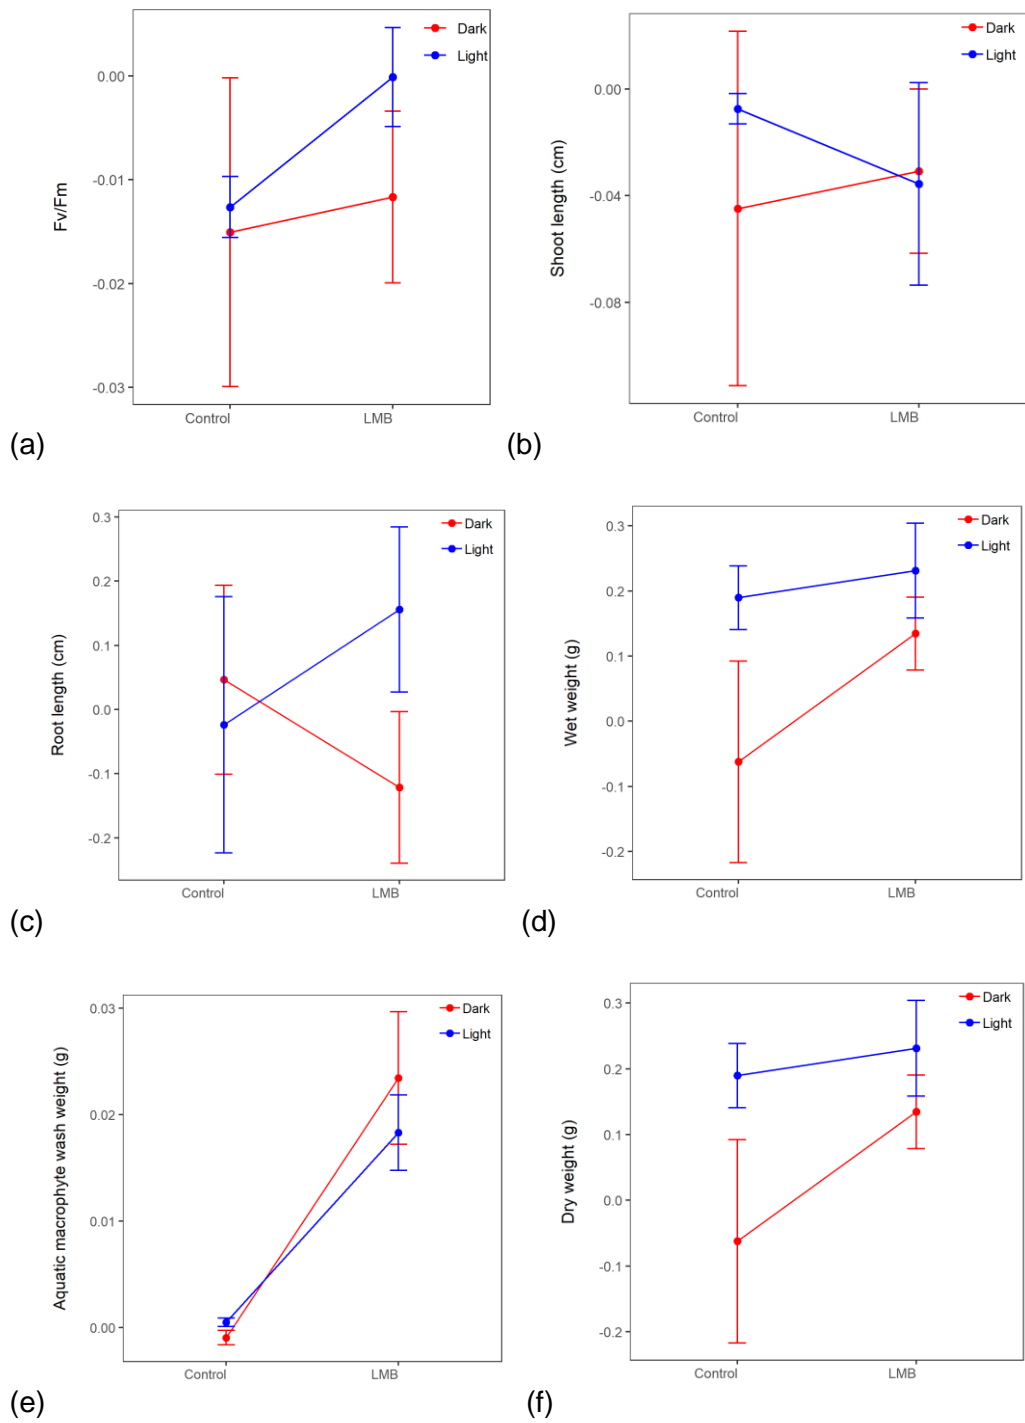 Dark
Light
0.00
-0.01
-0.02
-0.03
Fv/Fm
Control
LMB
(a)
Dark
Light
0.00
-0.04
-0.08
Shoot length (cm)
Control
LMB
(b)
Dark
Light
0.3
0.2
0.1
0.0
-0.1
-0.2
Root length (cm)
Control
LMB
(c)
Dark
Light
0.3
0.2
0.1
0.0
-0.1
-0.2
Wet weight (g)
Control
LMB
(d)
Dark
Light
0.03
0.02
0.01
0.00
Aquatic macrophyte wash weight (g)
Control
LMB
(e)
Dark
Light
0.3
0.2
0.1
0.0
-0.1
-0.2
Dry weight (g)
Control
LMB
(f)